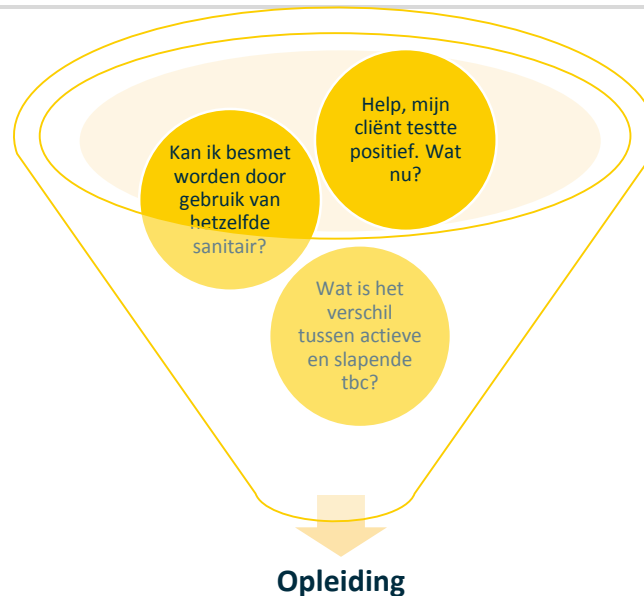 Help, mijn
cliënt testte
positief. Wat
nu?
Kan ik besmet
worden door
gebruik van
hetzelfde
sanitair?
Wat is het
verschil
tussen actieve
en slapende
tbc?
Opleiding